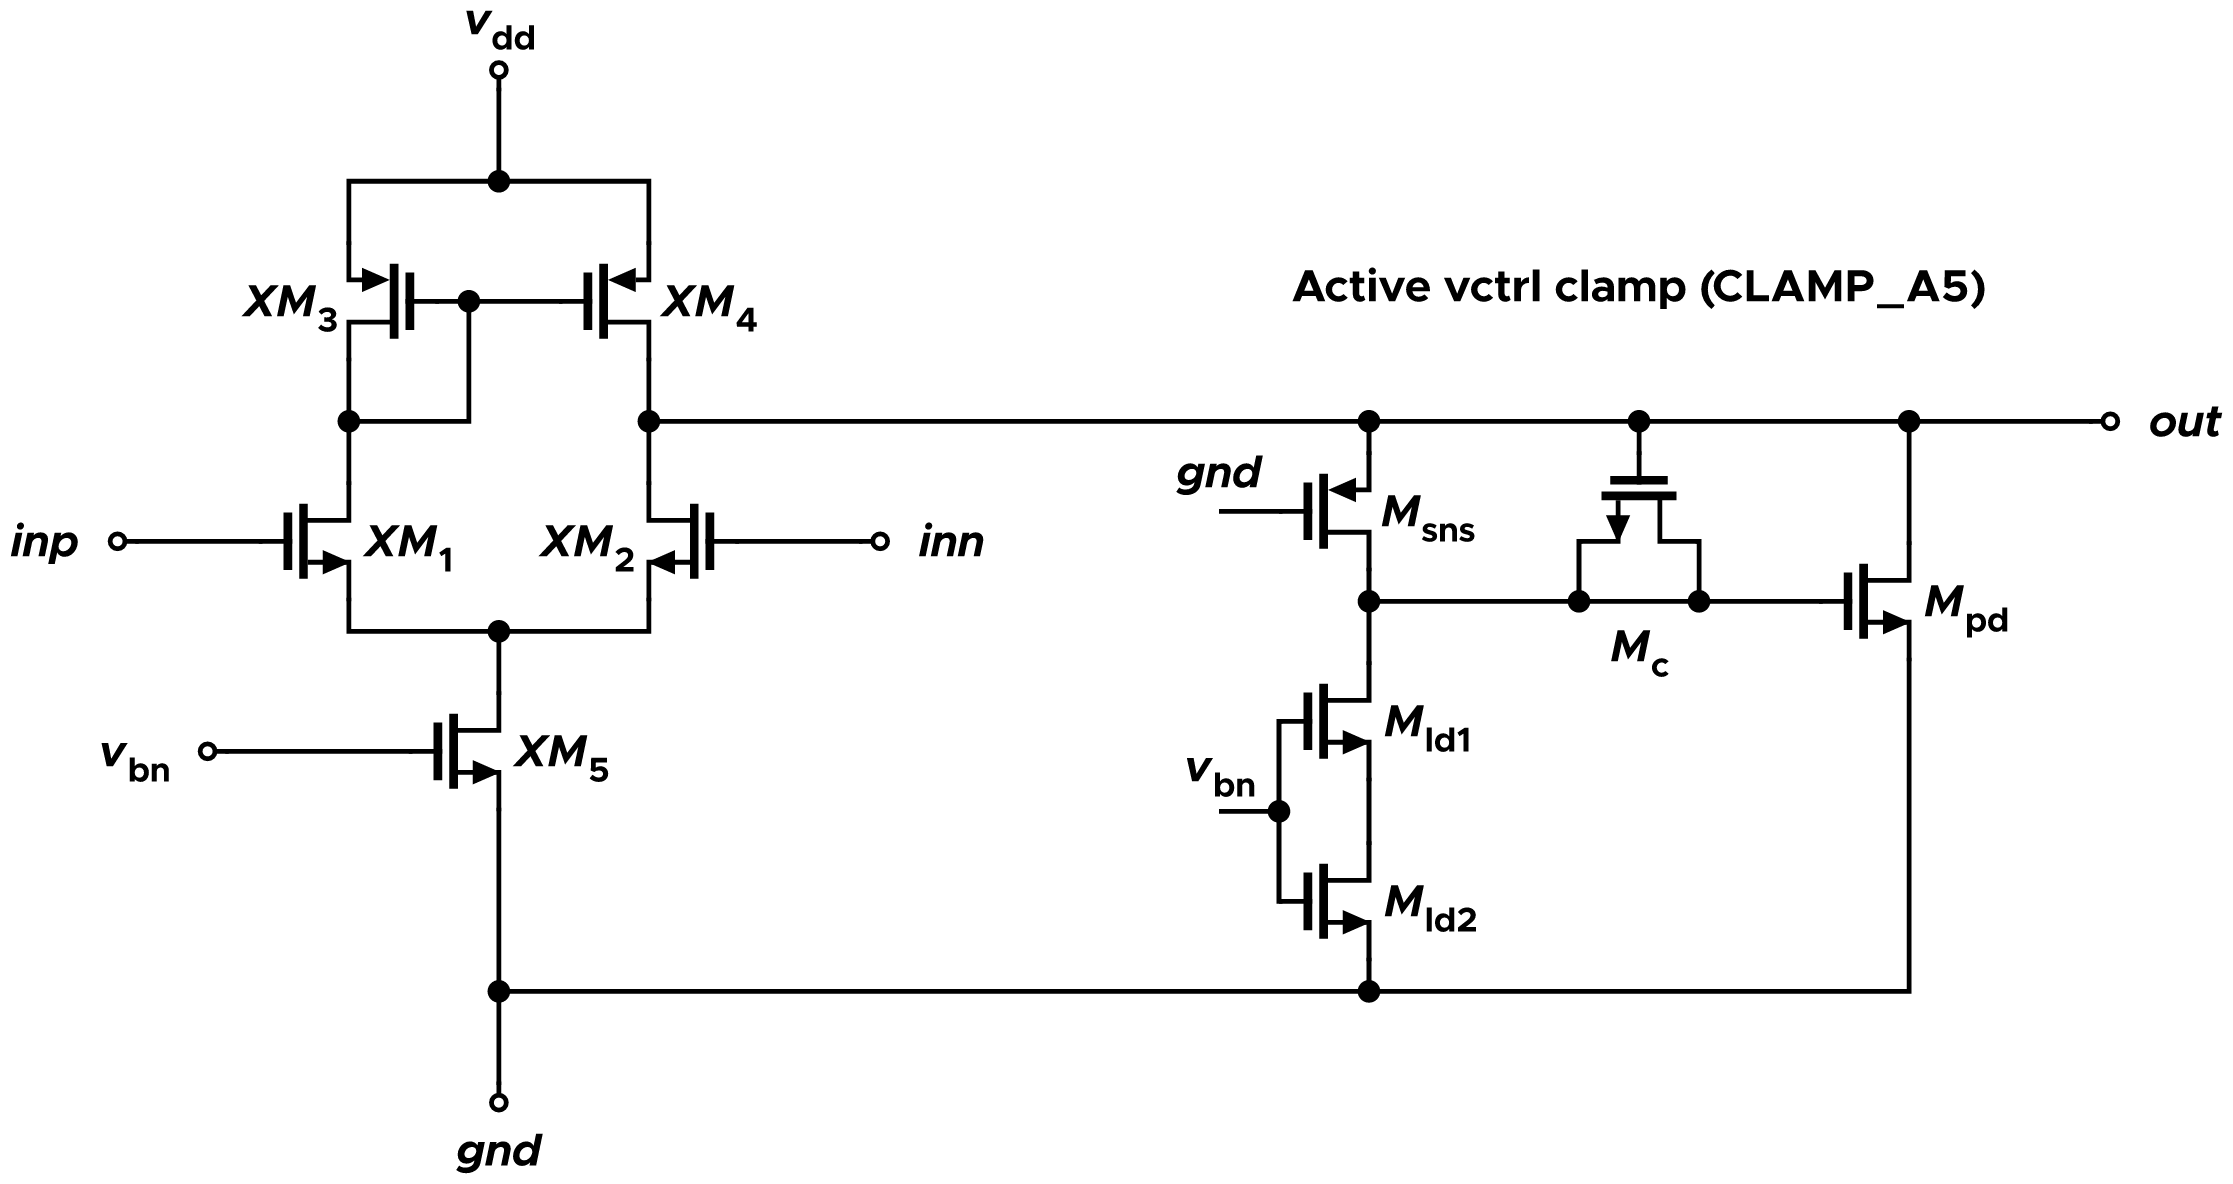 vdd
XM3
XM4
Active vctrl clamp (CLAMP_A5)
out
gnd
Msns
inp
XM1
XM2
inn
Mpd
Mc
vbn
XM5
Mld1
vbn
Mld2
gnd